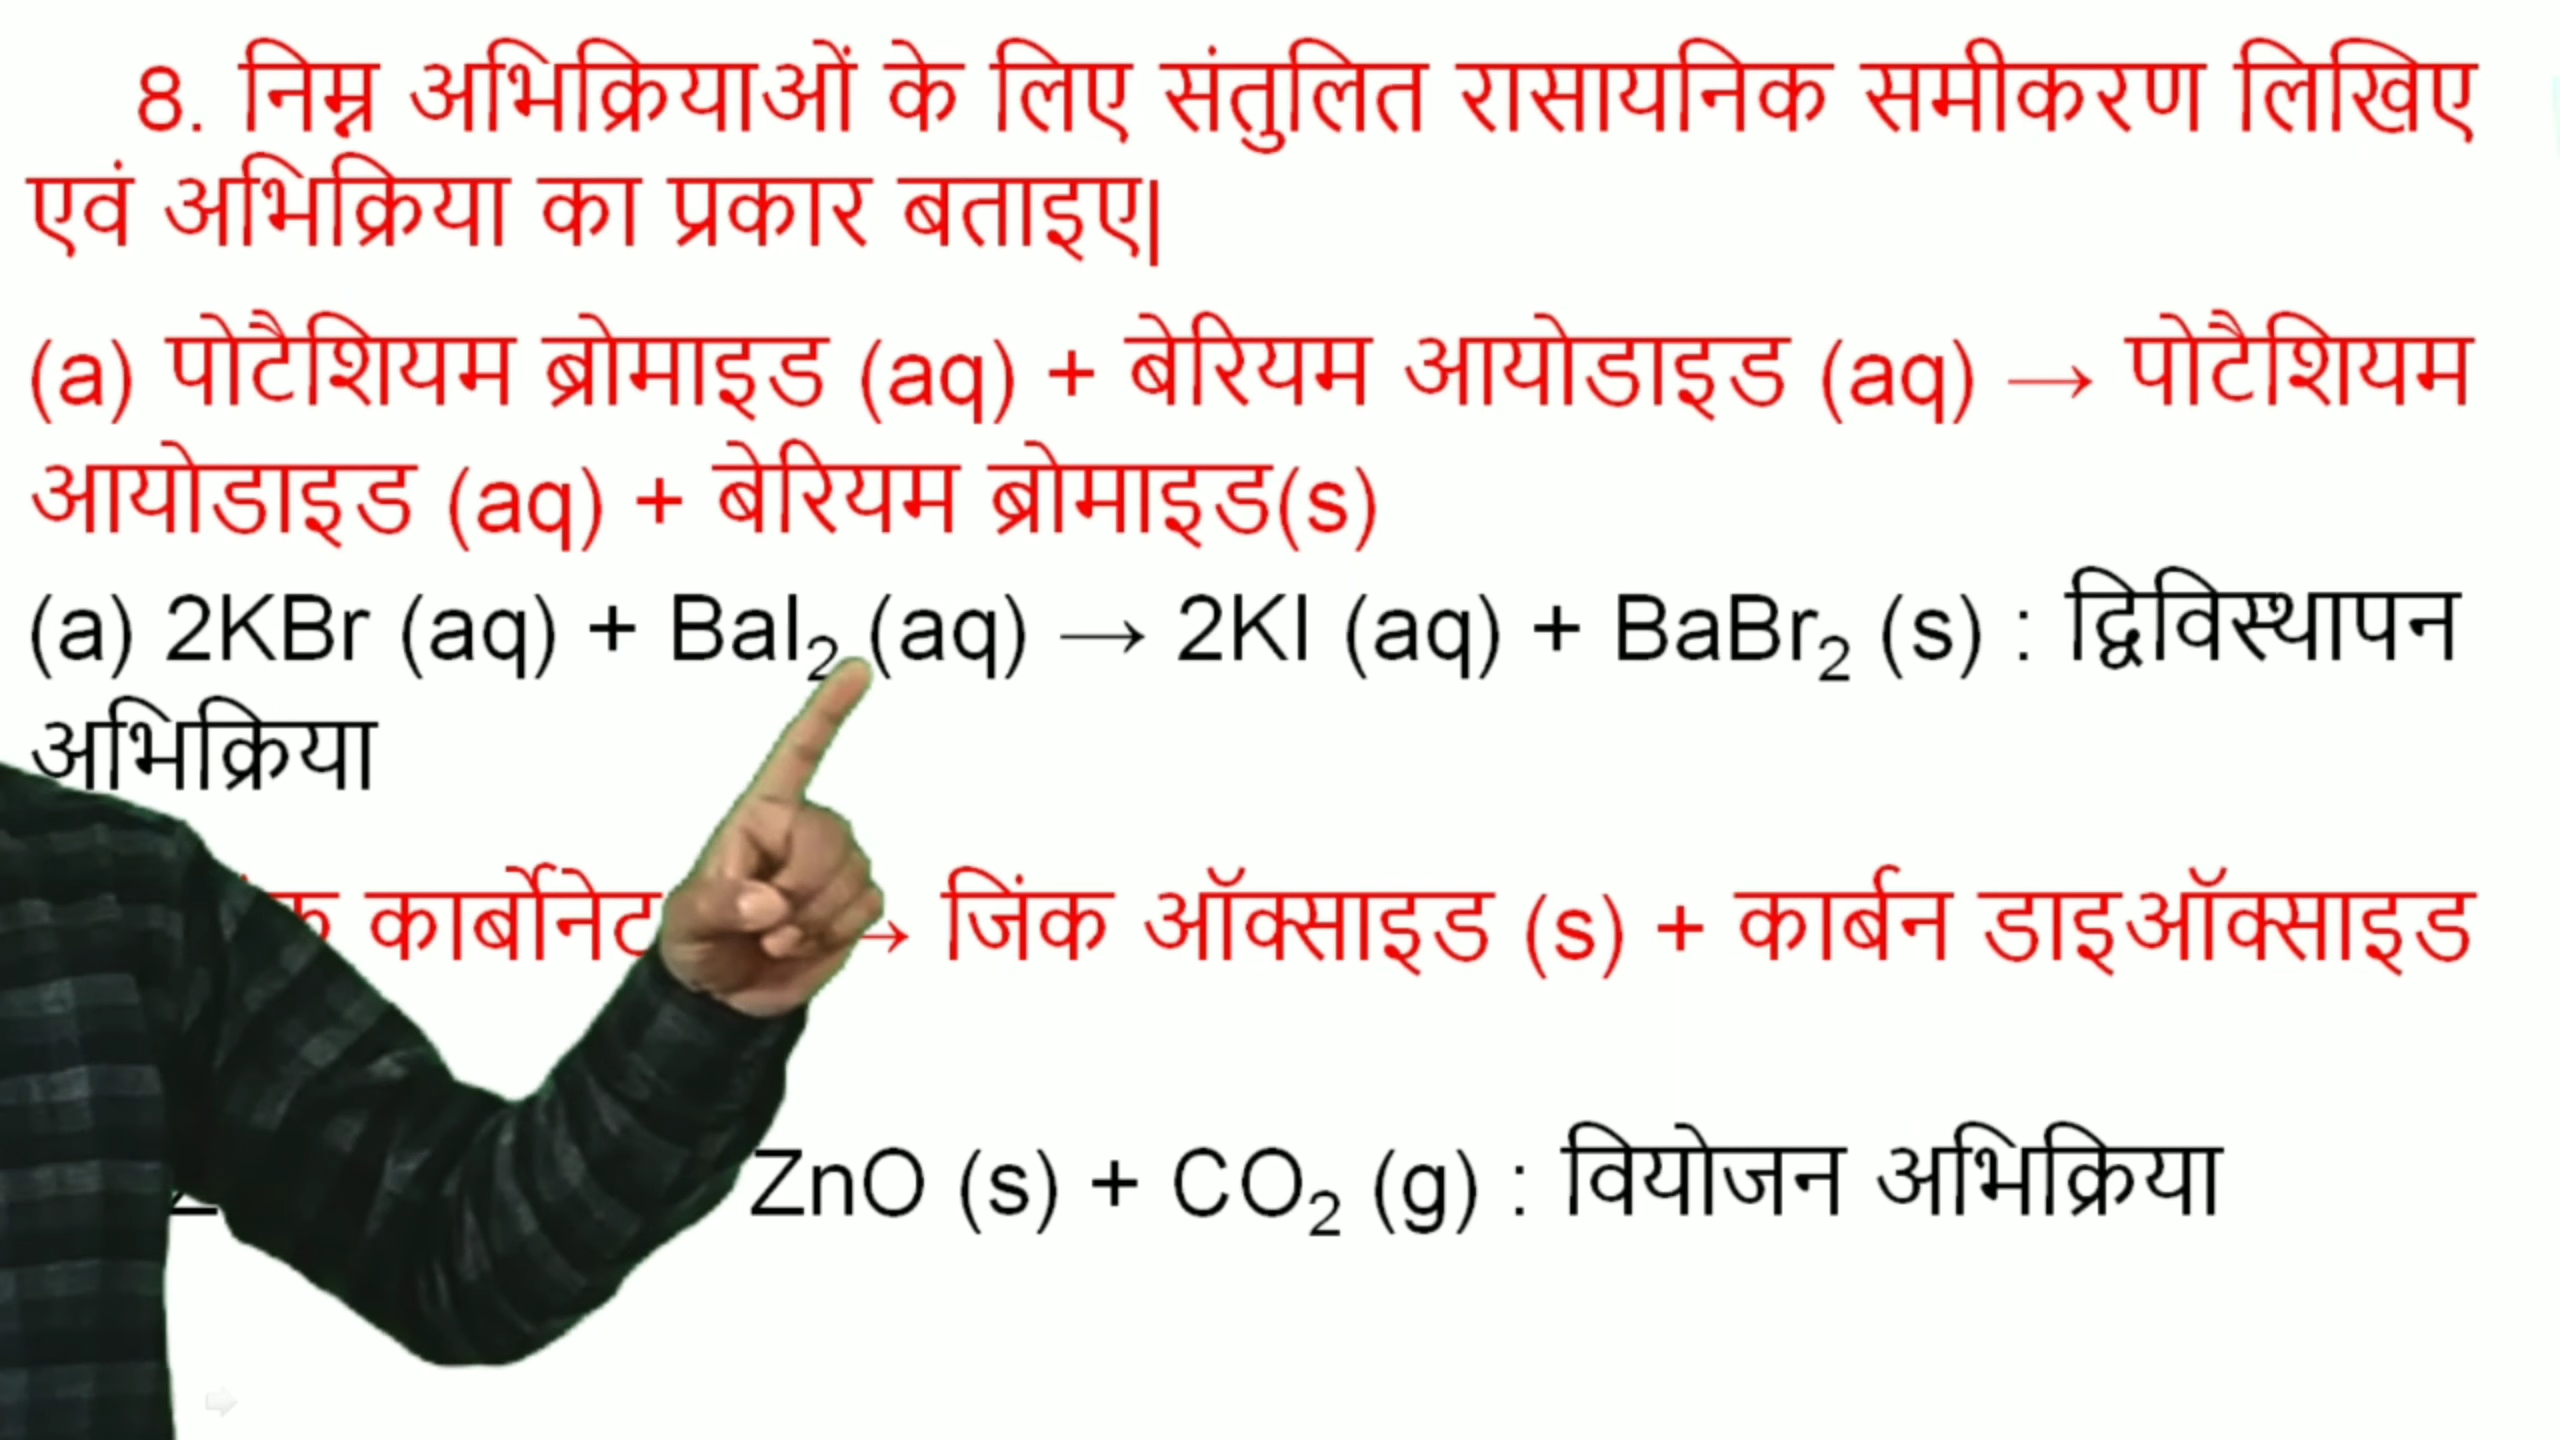 8. निम्न अभिक्रियाओं के लिए संतुलित रासायनिक समीकरण लिखिए
एवं अभिक्रिया का प्रकार बताइए|
(a) पोटैशियम ब्रोमाइड (aq) + बेरियम आयोडाइड (aq) → पोटैशियम
आयोडाइड (aq) + बेरियम ब्रोमाइड(s)
(a) 2KBr (aq) + BaI₂ (aq) → 2KI (aq) + BaBr₂ (s) : द्विविस्थापन
अभिक्रिया
कार्बोनेट → जिंक ऑक्साइड (s) + कार्बन डाइऑक्साइड
ZnO (s) + CO₂ (g) : वियोजन अभिक्रिया